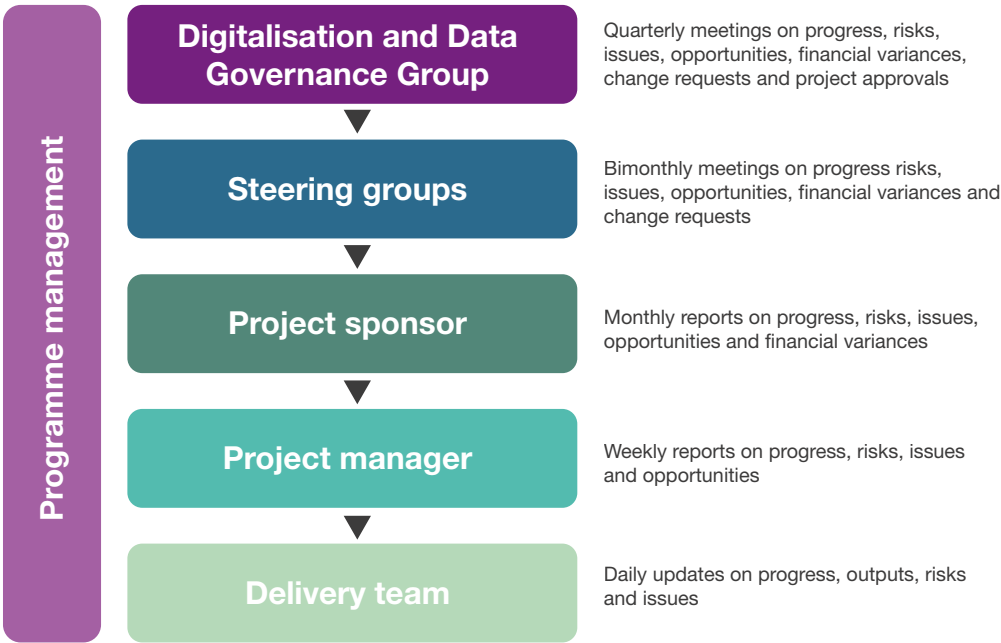 Programme management
Digitalisation and Data
Governance Group
Quarterly meetings on progress, risks,
issues, opportunities, financial variances,
change requests and project approvals
Steering groups
Bimonthly meetings on progress risks,
issues, opportunities, financial variances and
change requests
Project sponsor
Monthly reports on progress, risks, issues,
opportunities and financial variances
Project manager
Weekly reports on progress, risks, issues
and opportunities
Delivery team
Daily updates on progress, outputs, risks
and issues